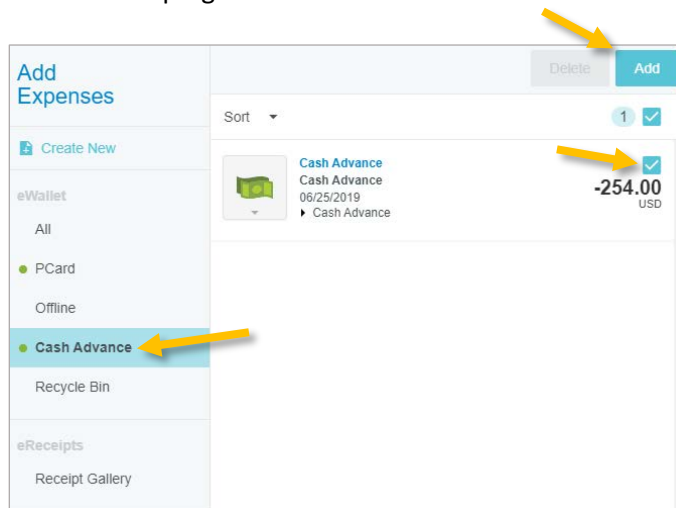 Add
Expenses
Create New
eWallet
All
PCard
Offline
Cash Advance
Recycle Bin
eReceipts
Receipt Gallery
Delete
Add
Sort
1
Cash Advance
Cash Advance
06/25/2019
Cash Advance
-254.00
USD